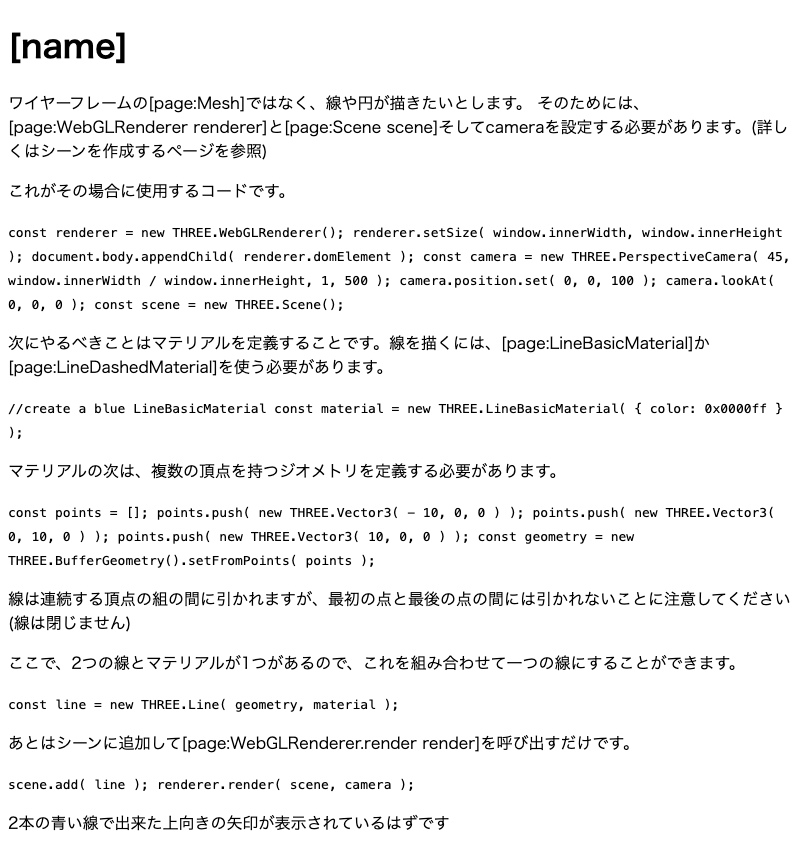 [name]
ワイヤーフレームの[page:Mesh]ではなく、線や円が描きたいとします。 そのためには、
[page:WebGLRenderer renderer]と[page:Scene scene]そしてcameraを設定する必要があります。(詳し
くはシーンを作成するページを参照)
これがその場合に使用するコードです。
const renderer = new THREE.WebGLRenderer(); renderer.setSize( window.innerWidth, window.innerHeight
); document.body.appendChild( renderer.domElement ); const camera = new THREE.PerspectiveCamera( 45,
window.innerWidth / window.innerHeight, 1, 500 ); camera.position.set( 0, 0, 100 ); camera.lookAt(
0, 0, 0 ); const scene = new THREE.Scene();
次にやるべきことはマテリアルを定義することです。線を描くには、[page:LineBasicMaterial]か
[page:LineDashedMaterial]を使う必要があります。
//create a blue LineBasicMaterial const material = new THREE.LineBasicMaterial( { color: 0x0000ff }
);
マテリアルの次は、複数の頂点を持つジオメトリを定義する必要があります。
const points = []; points.push( new THREE.Vector3( - 10, 0, 0 ) ); points.push( new THREE.Vector3(
0, 10, 0 ) ); points.push( new THREE.Vector3( 10, 0, 0 ) ); const geometry = new
THREE.BufferGeometry().setFromPoints( points );
線は連続する頂点の組の間に引かれますが、最初の点と最後の点の間には引かれないことに注意してください
(線は閉じません)
ここで、2つの線とマテリアルが1つがあるので、これを組み合わせて一つの線にすることができます。
const line = new THREE.Line( geometry, material );
あとはシーンに追加して[page:WebGLRenderer.render render]を呼び出すだけです。
scene.add( line ); renderer.render( scene, camera );
2本の青い線で出来た上向きの矢印が表示されているはずです